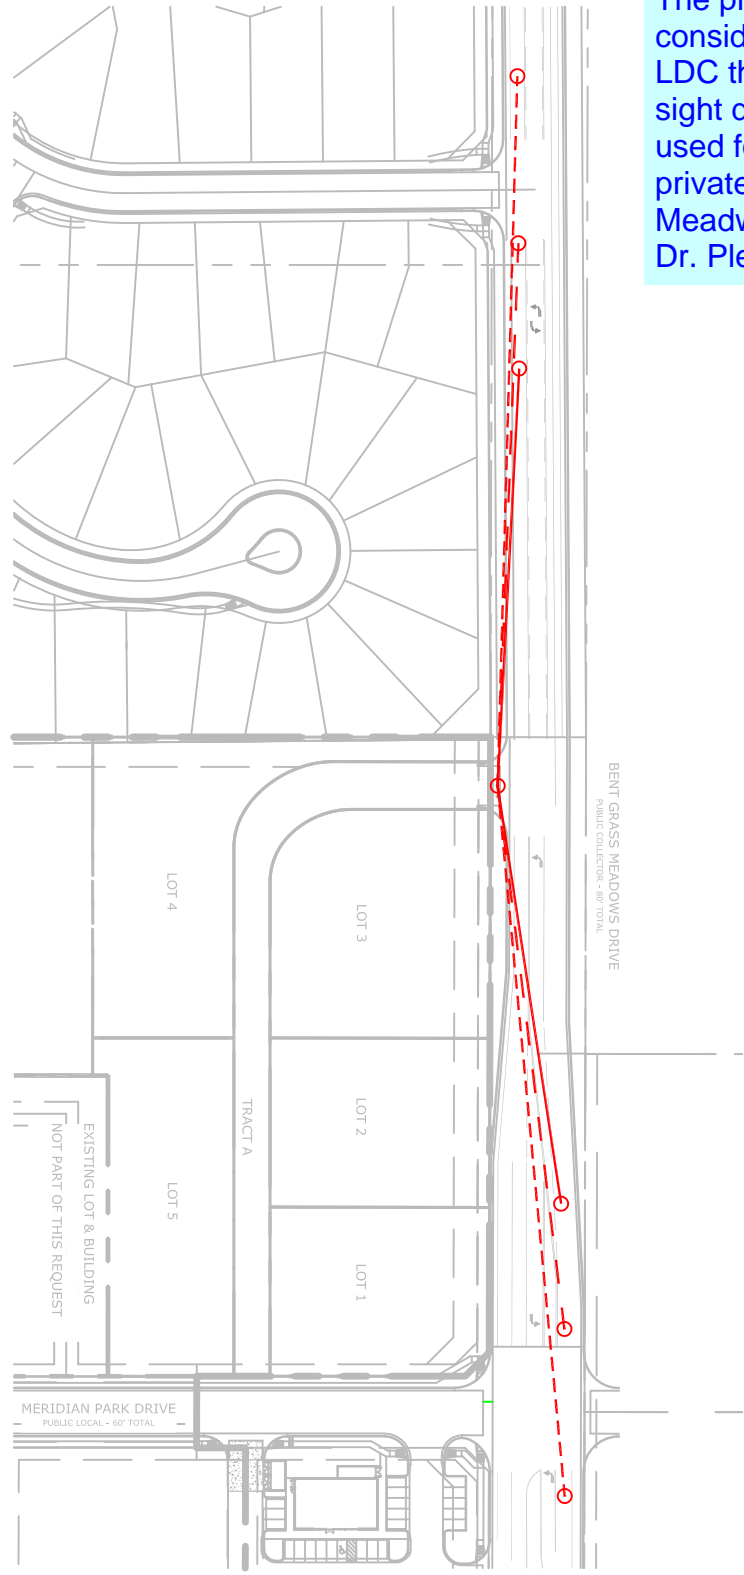 The pr
consid
LDC th
sight d
used fo
private
Meadw
Dr. Ple
BENT GRASS MEADOWS DRIVE
PUBLIC COLLECTOR - 80' TOTAL
LOT 4
LOT 3
TRACT A
LOT 2
LOT 5
LOT 1
EXISTING LOT & BUILDING
NOT PART OF THIS REQUEST
MERIDIAN PARK DRIVE
PUBLIC LOCAL - 60' TOTAL